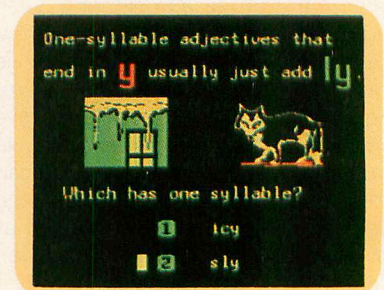 One-syllable adjectives that
end in y usually just add ly.
Which has one syllable?
1 icy
2 sly